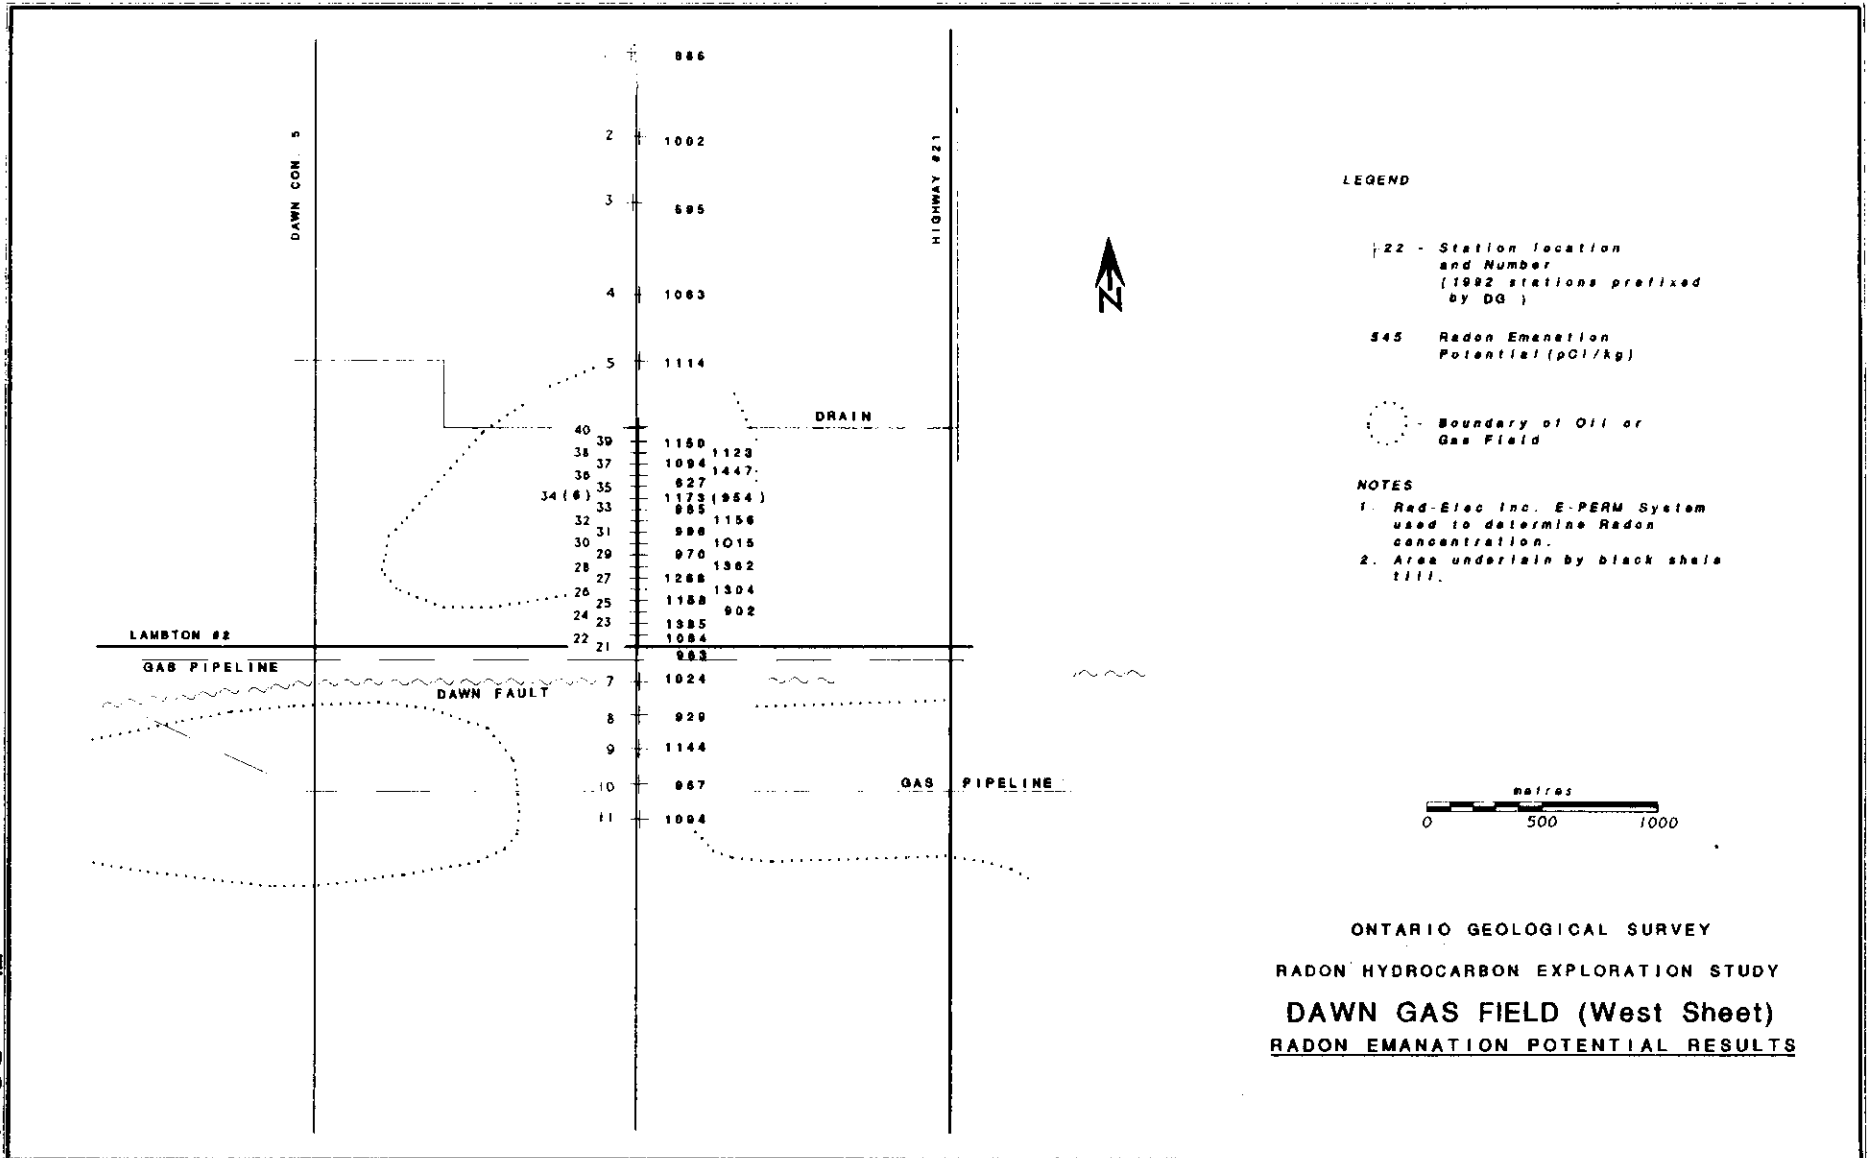 886
2
1002
DAWN CON. 5
HIGHWAY #21
3
595
4
1063
5
1114
DRAIN
40
39
1150
38
1123
37
1094
36
1447
35
627
34 (6)
1173 (954)
33
985
32
1156
31
996
30
1015
29
970
28
1362
27
1268
26
1304
25
1158
24
902
23
1385
22
1084
21
963
LAMBTON #2
GAS PIPELINE
DAWN FAULT
7
1024
8
929
9
1144
10
967
GAS PIPELINE
11
1094
LEGEND
22 - Station location
and Number
(1992 stations prefixed
by DG )
545 Radon Emanation
Potential (pCi/kg)
- Boundary of Oil or
Gas Field
NOTES
1. Rad-Elec Inc. E-PERM System
used to determine Radon
concentration.
2. Area underlain by black shale
till.
N
metres
0 500 1000
ONTARIO GEOLOGICAL SURVEY
RADON HYDROCARBON EXPLORATION STUDY
DAWN GAS FIELD (West Sheet)
RADON EMANATION POTENTIAL RESULTS